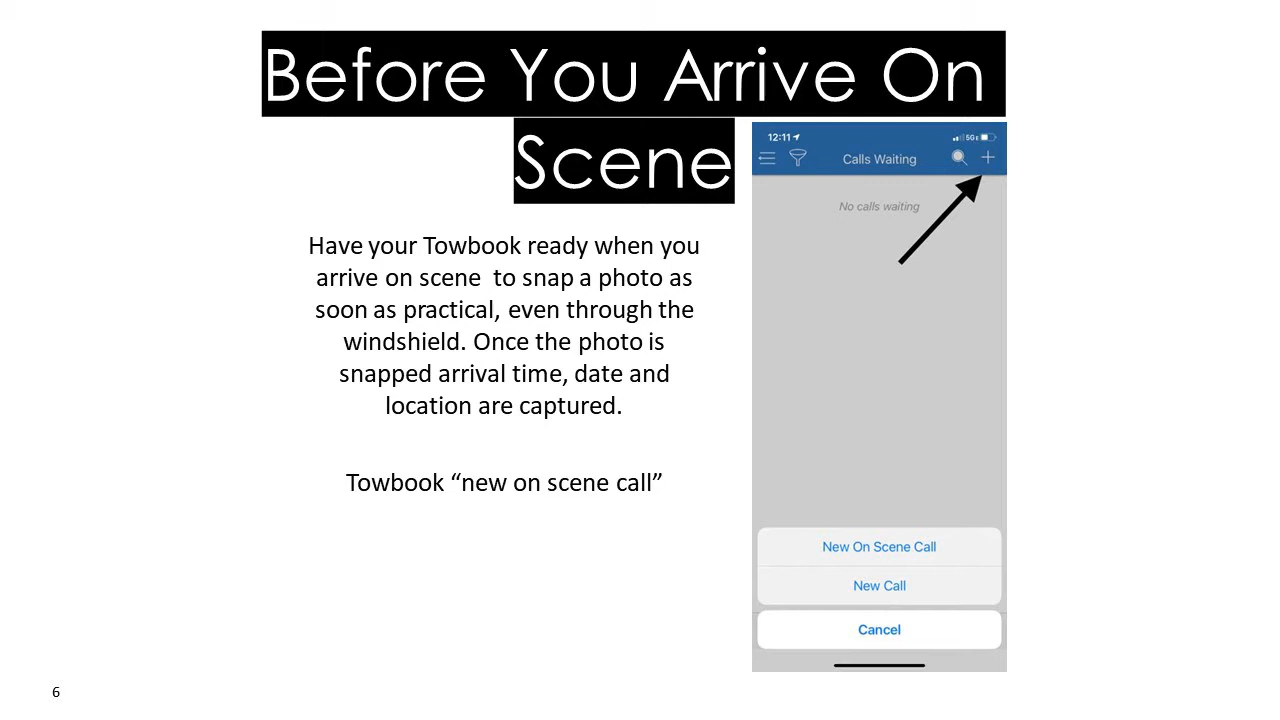 Before You Arrive On
Scene
Have your Towbook ready when you
arrive on scene  to snap a photo as
soon as practical, even through the
windshield. Once the photo is
snapped arrival time, date and
location are captured.
Towbook “new on scene call”
12:11
5G
Calls Waiting
No calls waiting
New On Scene Call
New Call
Cancel
6